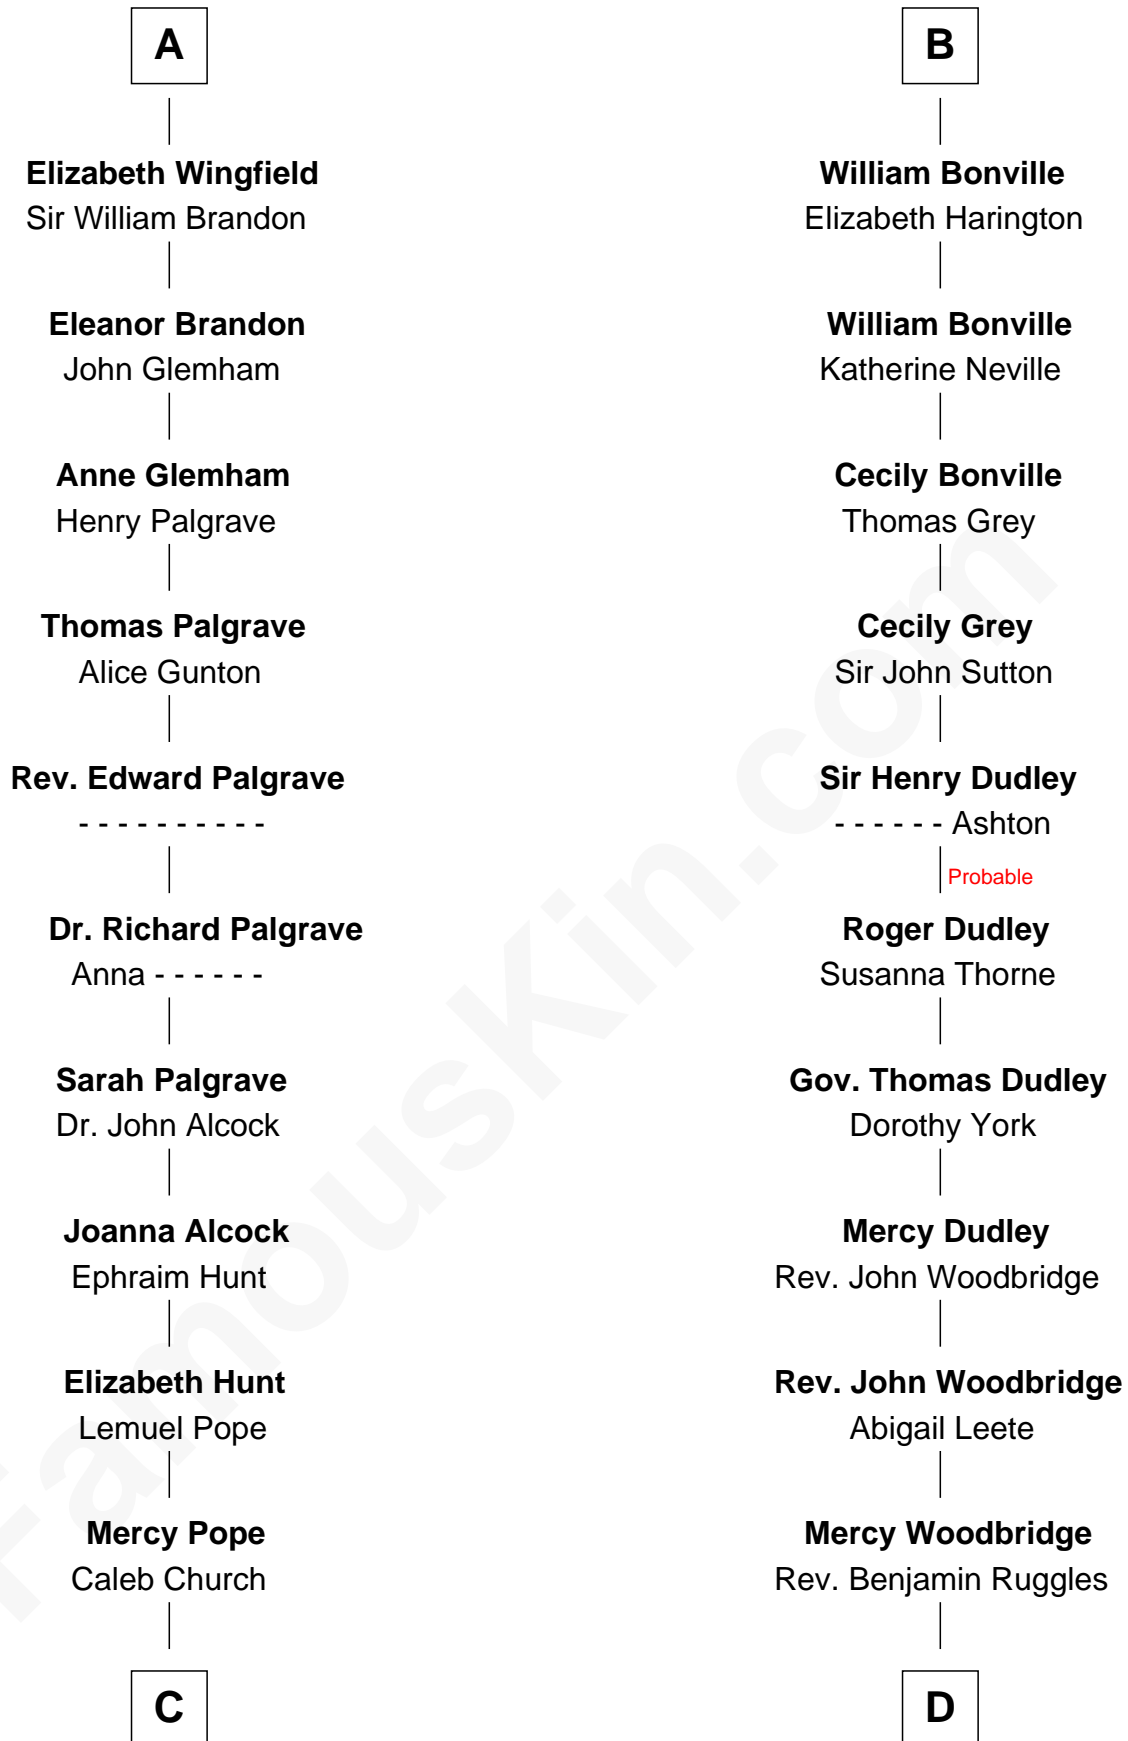 A
Elizabeth Wingfield
Sir William Brandon
Eleanor Brandon
John Glemham
Anne Glemham
Henry Palgrave
Thomas Palgrave
Alice Gunton
Rev. Edward Palgrave
- - - - - - - - - -
Dr. Richard Palgrave
Anna - - - - - -
Sarah Palgrave
Dr. John Alcock
Joanna Alcock
Ephraim Hunt
Elizabeth Hunt
Lemuel Pope
Mercy Pope
Caleb Church
C
B
William Bonville
Elizabeth Harington
William Bonville
Katherine Neville
Cecily Bonville
Thomas Grey
Cecily Grey
Sir John Sutton
Sir Henry Dudley
- - - - - - Ashton
Probable
Roger Dudley
Susanna Thorne
Gov. Thomas Dudley
Dorothy York
Mercy Dudley
Rev. John Woodbridge
Rev. John Woodbridge
Abigail Leete
Mercy Woodbridge
Rev. Benjamin Ruggles
D
FamousKin.com